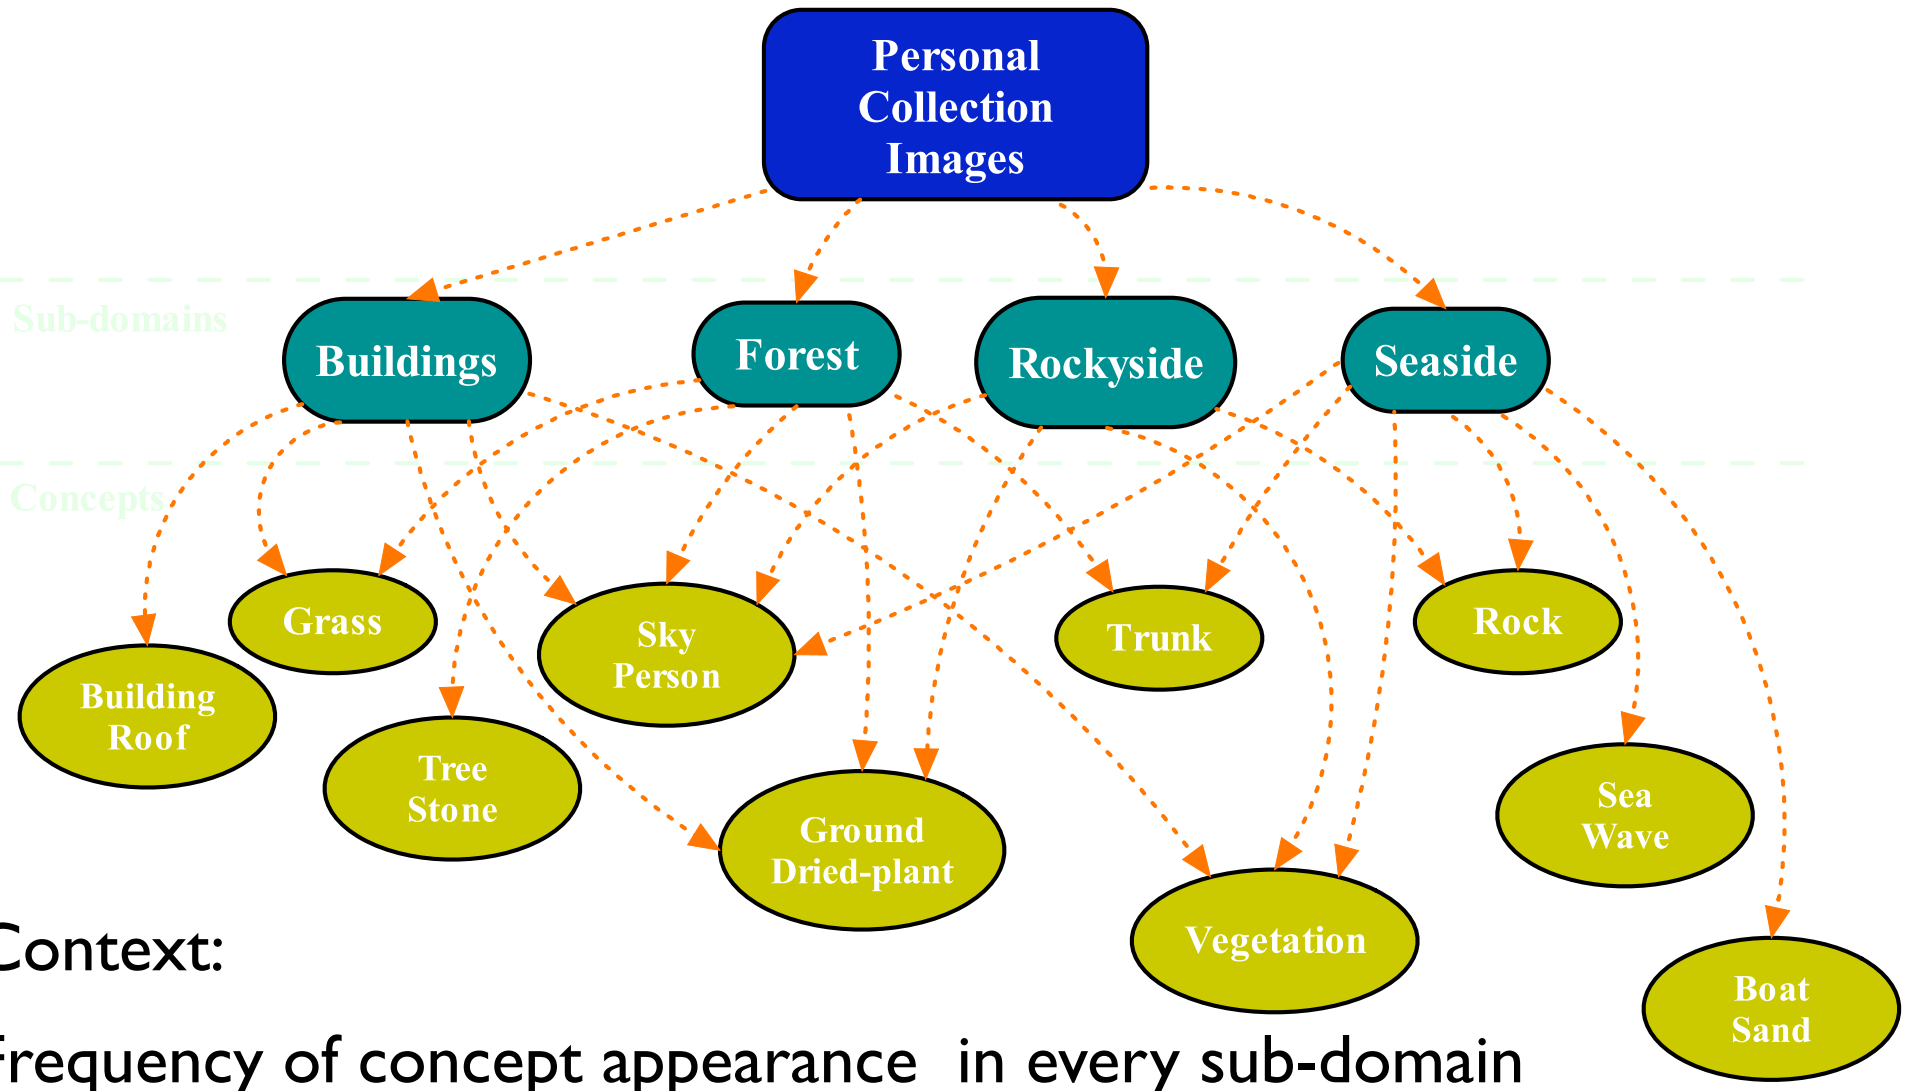 Personal
Collection
Images
Sub-domains
Buildings
Forest
Rockyside
Seaside
Concepts
Grass
Sky
Person
Trunk
Rock
Building
Roof
Tree
Stone
Ground
Dried-plant
Sea
Wave
Vegetation
Boat
Sand
Context:
Frequency of concept appearance in every sub-domain